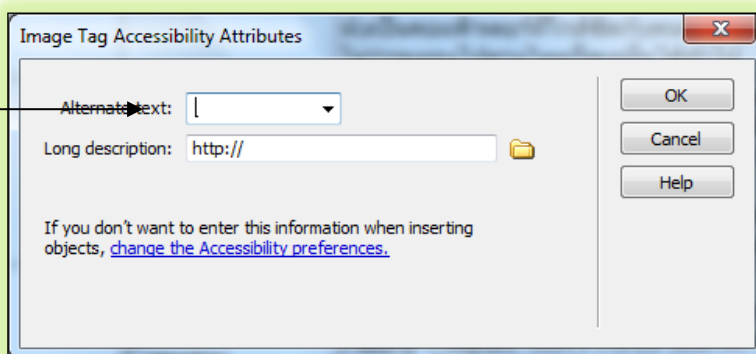 Image Tag Accessibility Attributes
Alternate text:
OK
Long description: http://
Cancel
Help
If you don't want to enter this information when inserting
objects, change the Accessibility preferences.